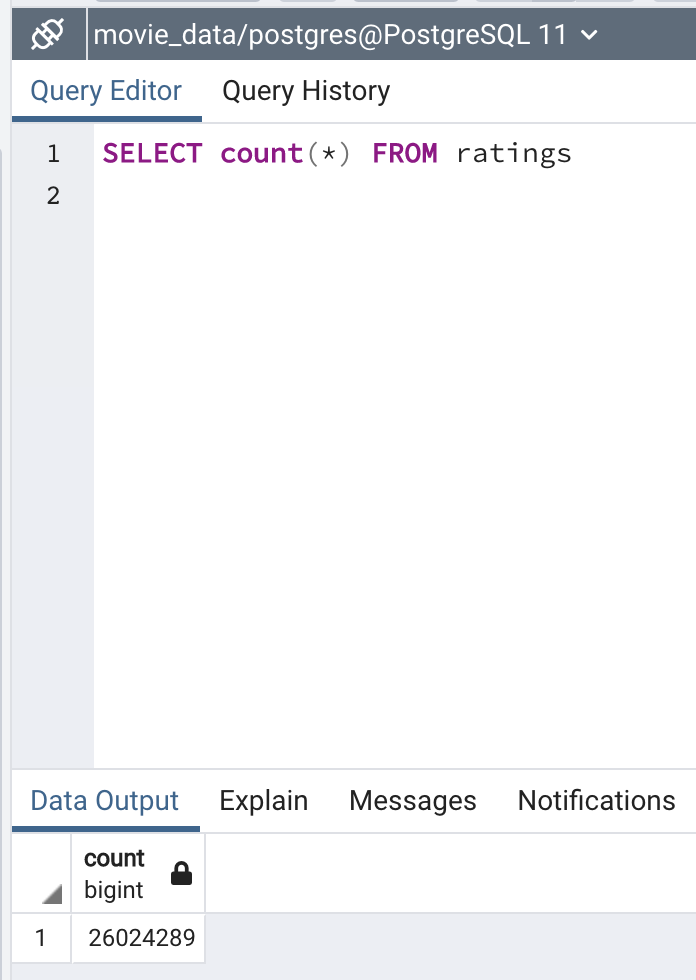 movie_data/postgres@PostgreSQL 11
Query Editor Query History
1 SELECT count(*) FROM ratings
2
Data Output Explain Messages Notifications
count
bigint
1 26024289